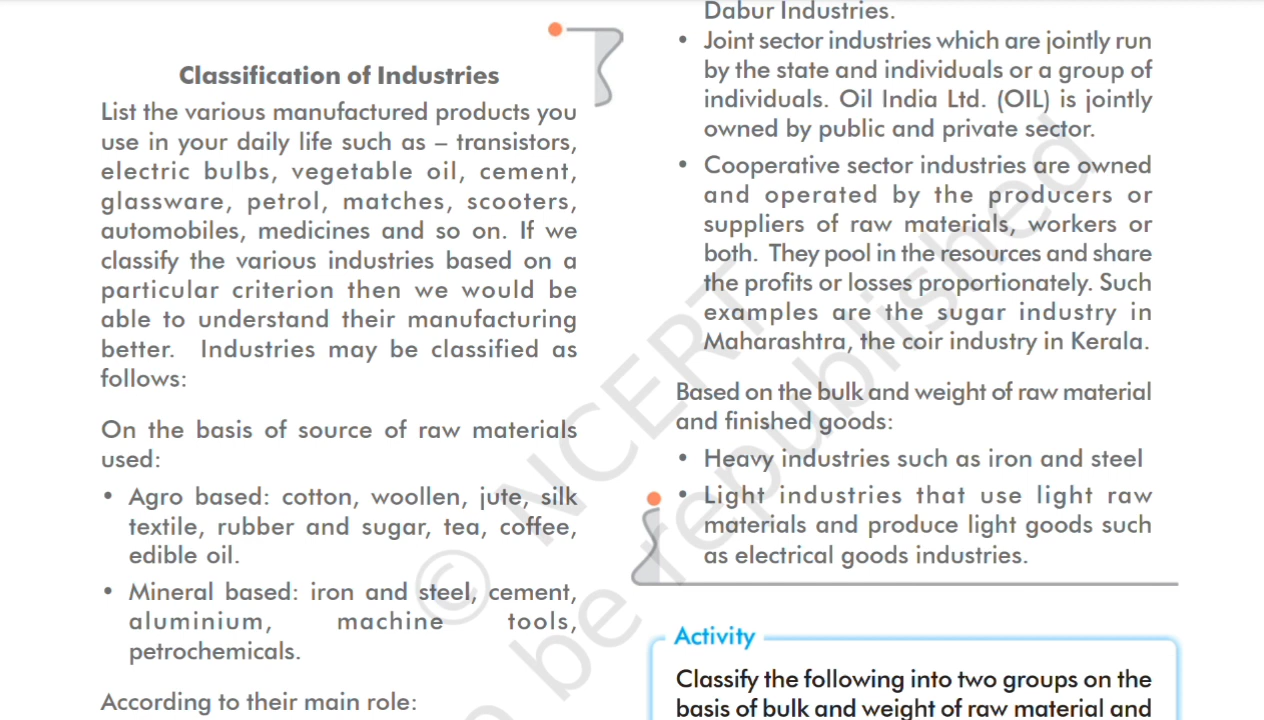 Classification of Industries
List the various manufactured products you
use in your daily life such as – transistors,
electric bulbs, vegetable oil, cement,
glassware, petrol, matches, scooters,
automobiles, medicines and so on. If we
classify the various industries based on a
particular criterion then we would be
able to understand their manufacturing
better. Industries may be classified as
follows:
On the basis of source of raw materials
used:
• Agro based: cotton, woollen, jute, silk
textile, rubber and sugar, tea, coffee,
edible oil.
• Mineral based: iron and steel, cement,
aluminium, machine tools,
petrochemicals.
According to their main role:
Dabur Industries.
• Joint sector industries which are jointly run
by the state and individuals or a group of
individuals. Oil India Ltd. (OIL) is jointly
owned by public and private sector.
• Cooperative sector industries are owned
and operated by the producers or
suppliers of raw materials, workers or
both. They pool in the resources and share
the profits or losses proportionately. Such
examples are the sugar industry in
Maharashtra, the coir industry in Kerala.
Based on the bulk and weight of raw material
and finished goods:
• Heavy industries such as iron and steel
• Light industries that use light raw
materials and produce light goods such
as electrical goods industries.
Activity
Classify the following into two groups on the
basis of bulk and weight of raw material and
© NCERT
be republished